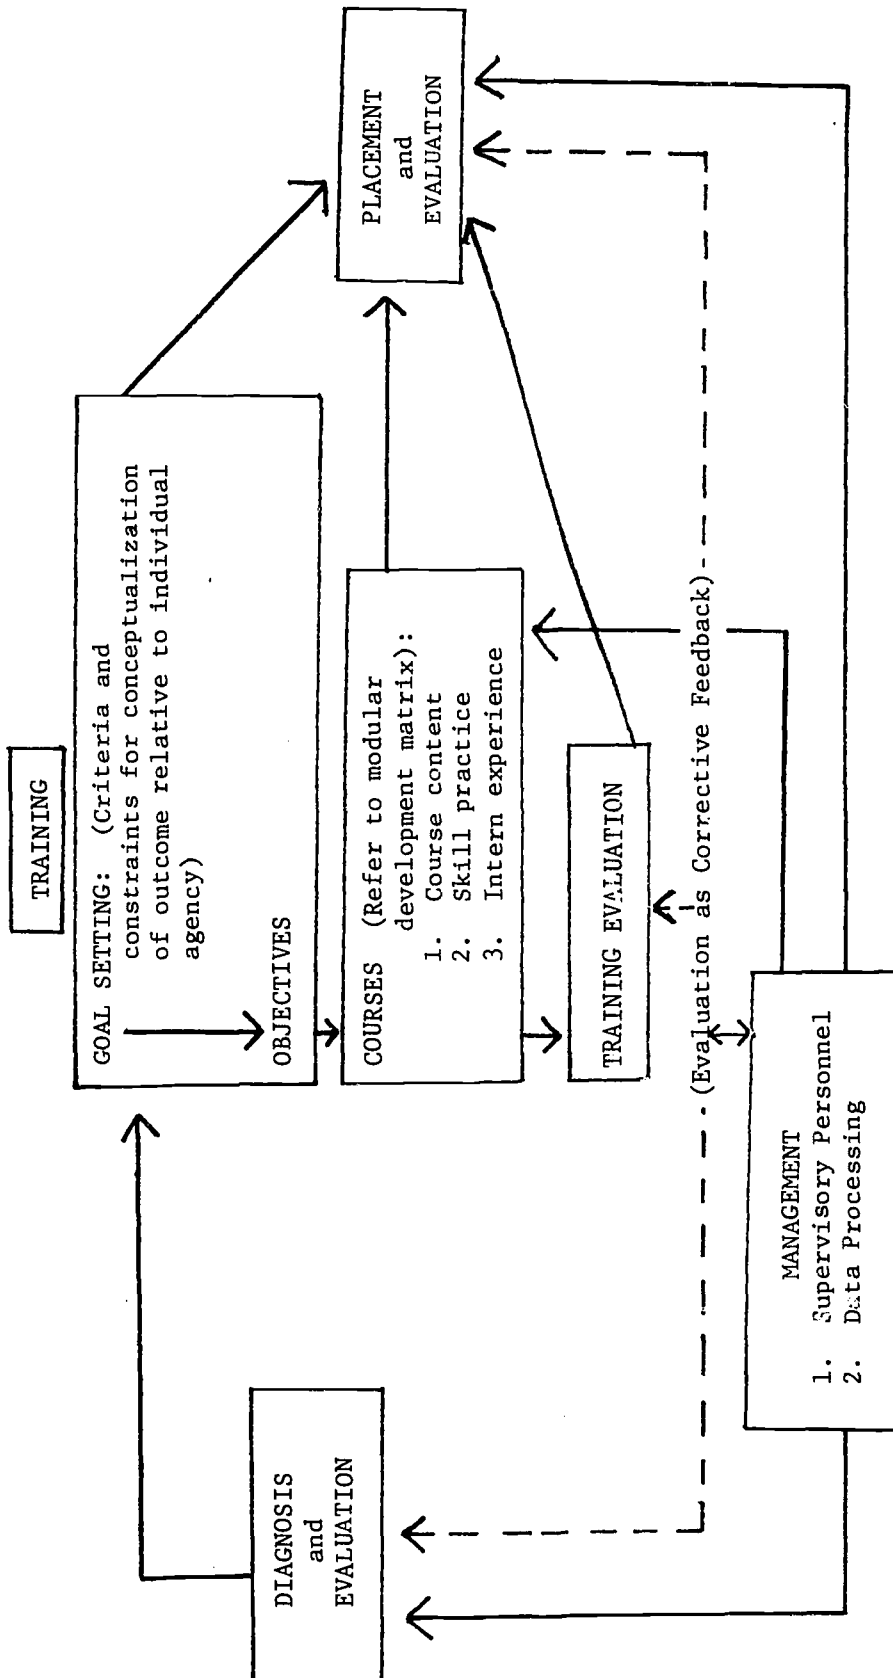 TRAINING
GOAL SETTING: (Criteria and
constraints for conceptualization
of outcome relative to individual
agency)
OBJECTIVES
COURSES (Refer to modular
development matrix):
1. Course content
2. Skill practice
3. Intern experience
TRAINING EVALUATION
DIAGNOSIS
and
EVALUATION
PLACEMENT
and
EVALUATION
(Evaluation as Corrective Feedback)
MANAGEMENT
1. Supervisory Personnel
2. Data Processing